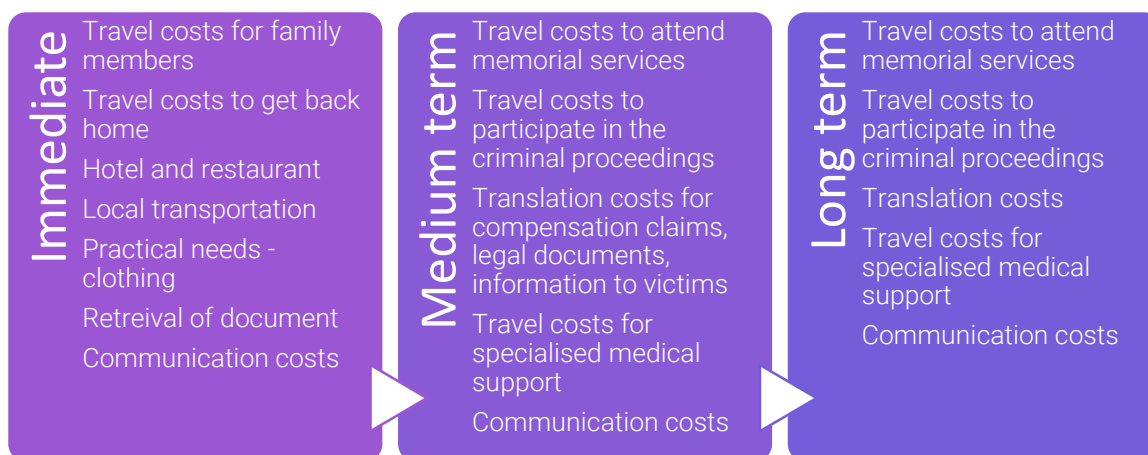 Immediate
Travel costs for family
members
Travel costs to get back
home
Hotel and restaurant
Local transportation
Practical needs -
clothing
Retreival of document
Communication costs
Medium term
Travel costs to attend
memorial services
Travel costs to
participate in the
criminal proceedings
Translation costs for
compensation claims,
legal documents,
information to victims
Travel costs for
specialised medical
support
Communication costs
Long term
Travel costs to attend
memorial services
Travel costs to
participate in the
criminal proceedings
Translation costs
Travel costs for
specialised medical
support
Communication costs